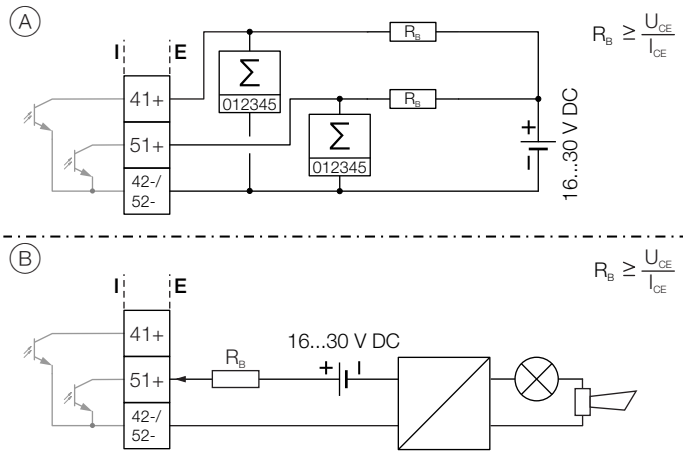 A
I E
R_B
R_B ≥ U_CE
I_CE
Σ
012345
41+
R_B
Σ
012345
51+
+
–
16...30 V DC
42-/
52-
B
I E
R_B ≥ U_CE
I_CE
41+
16...30 V DC
R_B
+ –
51+
42-/
52-